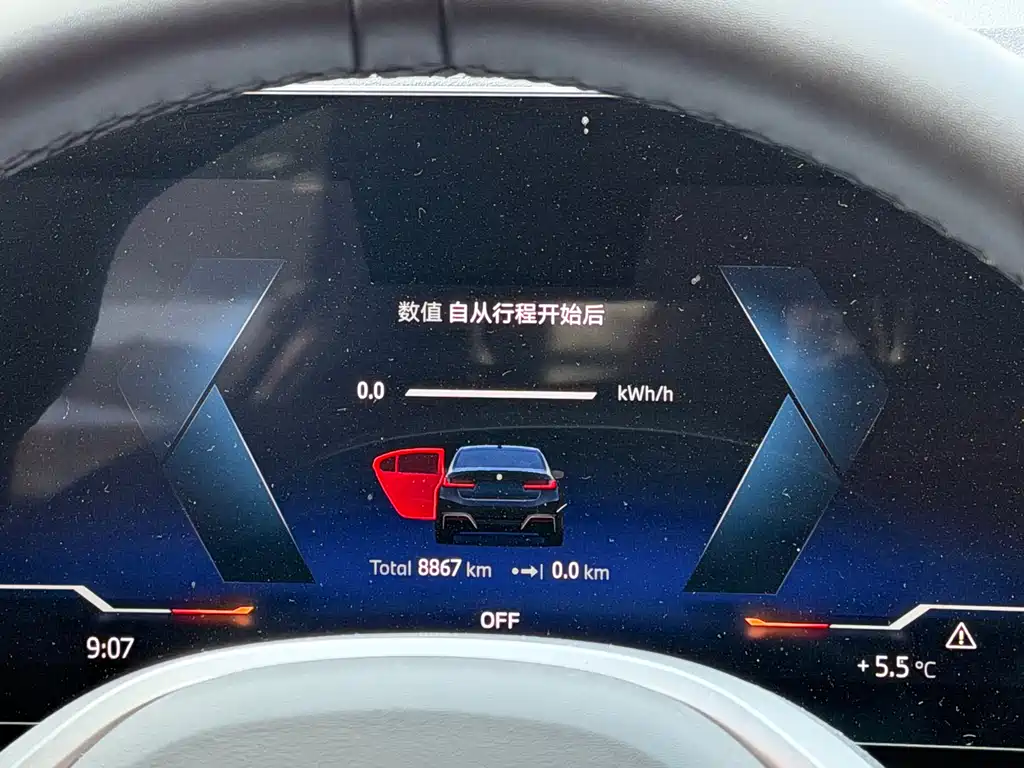 数值 自从行程开始后
0.0 kWh/h
Total 8867 km 0.0 km
OFF
9:07
+5.5 °C